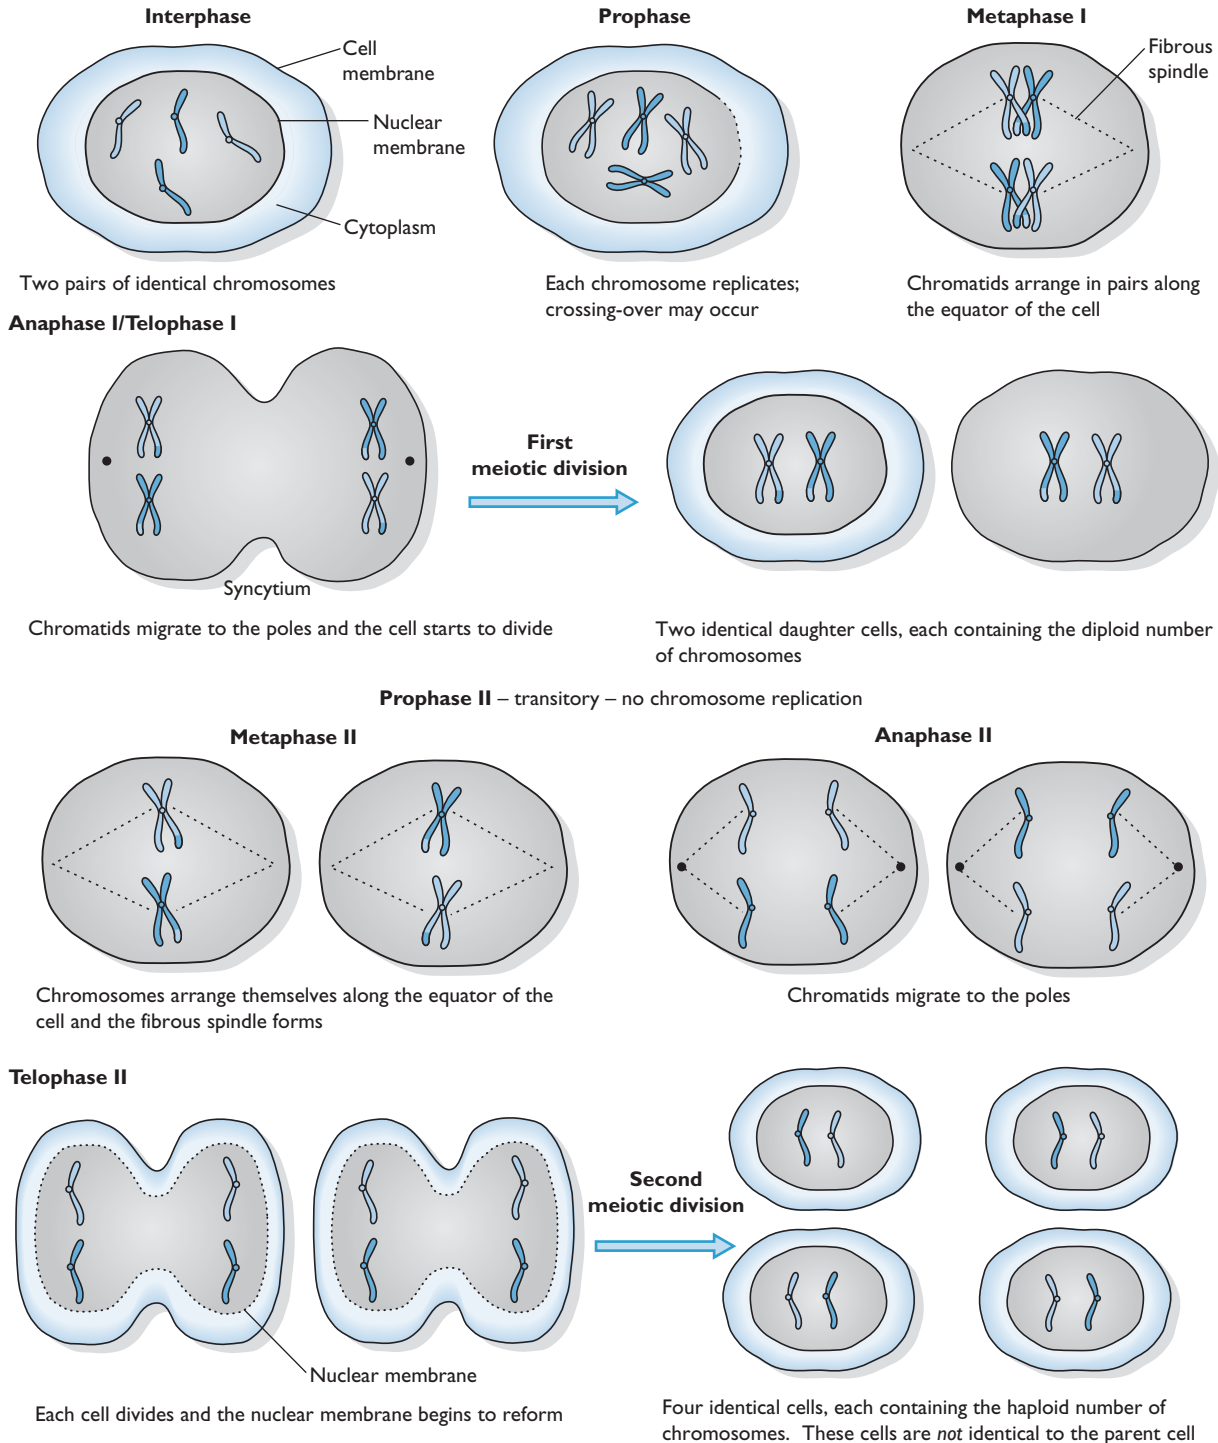 Interphase
Prophase
Metaphase I
Cell
membrane
Nuclear
membrane
Cytoplasm
Fibrous
spindle
Two pairs of identical chromosomes
Each chromosome replicates;
crossing-over may occur
Chromatids arrange in pairs along
the equator of the cell
Anaphase I/Telophase I
Syncytium
First
meiotic division
Chromatids migrate to the poles and the cell starts to divide
Two identical daughter cells, each containing the diploid number
of chromosomes
Prophase II – transitory – no chromosome replication
Metaphase II
Anaphase II
Chromosomes arrange themselves along the equator of the
cell and the fibrous spindle forms
Chromatids migrate to the poles
Telophase II
Nuclear membrane
Second
meiotic division
Each cell divides and the nuclear membrane begins to reform
Four identical cells, each containing the haploid number of
chromosomes. These cells are not identical to the parent cell